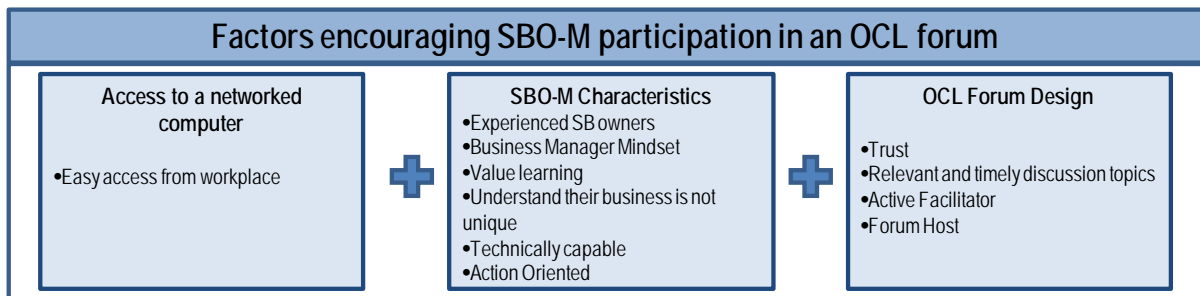 Factors encouraging SBO-M participation in an OCL forum
Access to a networked
computer
•Easy access from workplace
SBO-M Characteristics
•Experienced SB owners
•Business Manager Mindset
•Value learning
•Understand their business is not
unique
•Technically capable
•Action Oriented
OCL Forum Design
•Trust
•Relevant and timely discussion topics
•Active Facilitator
•Forum Host